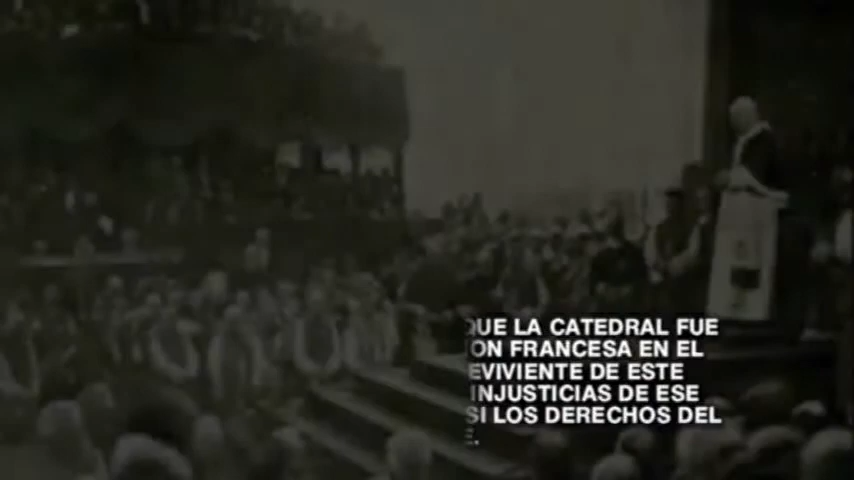 QUE LA CATEDRAL FUE
ON FRANCESA EN EL
EVIVIENTE DE ESTE
INJUSTICIAS DE ESE
SI LOS DERECHOS DEL